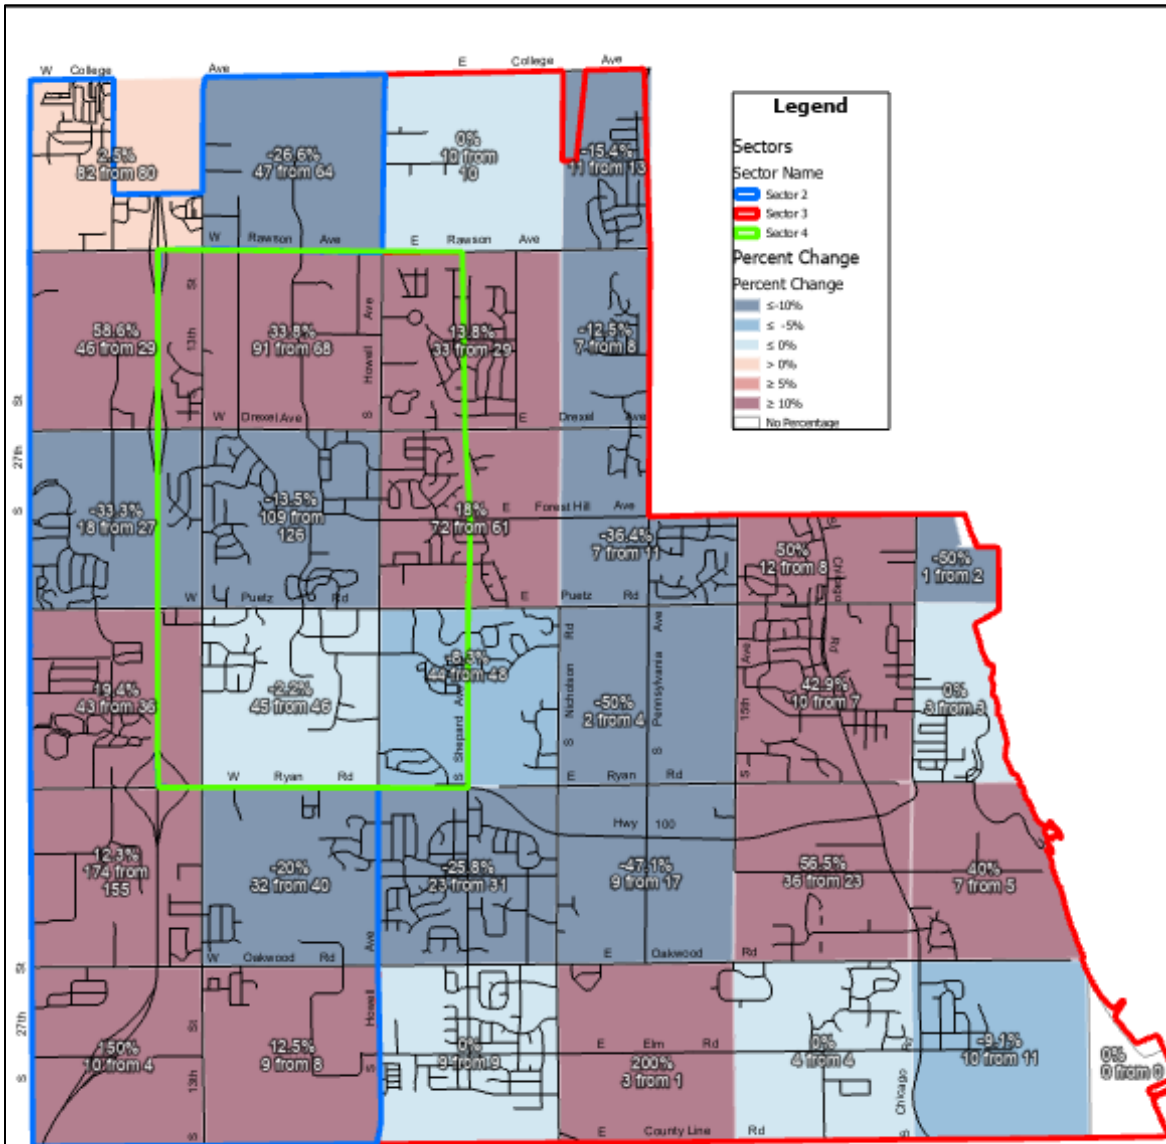 W College Ave
E College Ave
2.5%
82 from 80
-26.6%
47 from 64
0%
10 from
10
-15.4%
11 from 13
Legend
Sectors
Sector Name
Sector 2
Sector 3
Sector 4
Percent Change
Percent Change
≤-10%
≤ -5%
≤ 0%
> 0%
≥ 5%
≥ 10%
No Percentage
W Rawson Ave
E Rawson Ave
S 27th St
S 13th St
S Howell Ave
58.6%
46 from 29
33.8%
91 from 68
13.8%
33 from 29
-12.5%
7 from 8
W Drexel Ave
E Drexel Ave
-33.3%
18 from 27
-13.5%
109 from
126
18%
72 from 61
E Forest Hill Ave
-36.4%
7 from 11
50%
12 from 8
-50%
1 from 2
S Chicago Rd
W Puetz Rd
E Puetz Rd
19.4%
43 from 36
-2.2%
45 from 46
-8.3%
44 from 48
S Shepard Ave
S Nicholson Rd
-50%
2 from 4
S Pennsylvania Ave
S 15th Ave
42.9%
10 from 7
0%
3 from 3
W Ryan Rd
E Ryan Rd
Hwy 100
12.3%
174 from
155
-20%
32 from 40
-25.8%
23 from 31
-47.1%
9 from 17
56.5%
36 from 23
40%
7 from 5
W Oakwood Rd
E Oakwood Rd
S 27th St
S 13th St
S Howell Ave
150%
10 from 4
12.5%
9 from 8
0%
9 from 9
E Elm Rd
200%
3 from 1
0%
4 from 4
S Chicago
-9.1%
10 from 11
0%
0 from 0
E County Line Rd